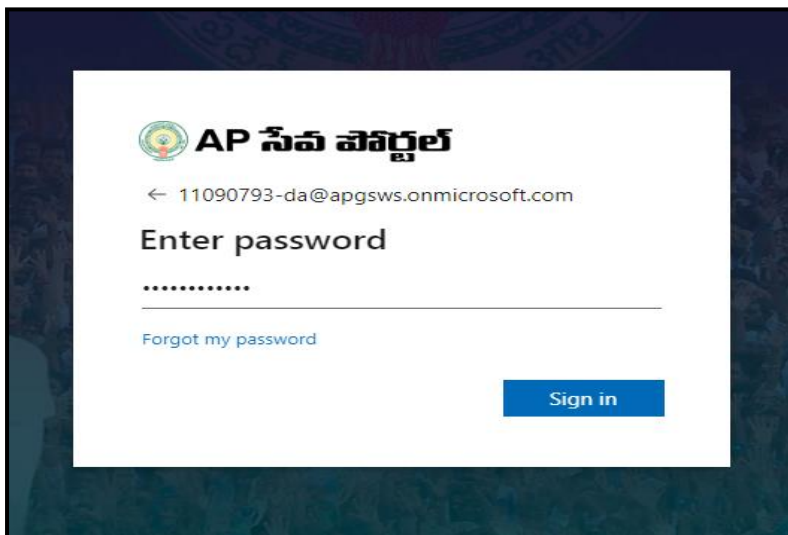 AP సేవ పోర్టల్
← 11090793-da@apgsws.onmicrosoft.com
Enter password
••••••••••••
Forgot my password
Sign in